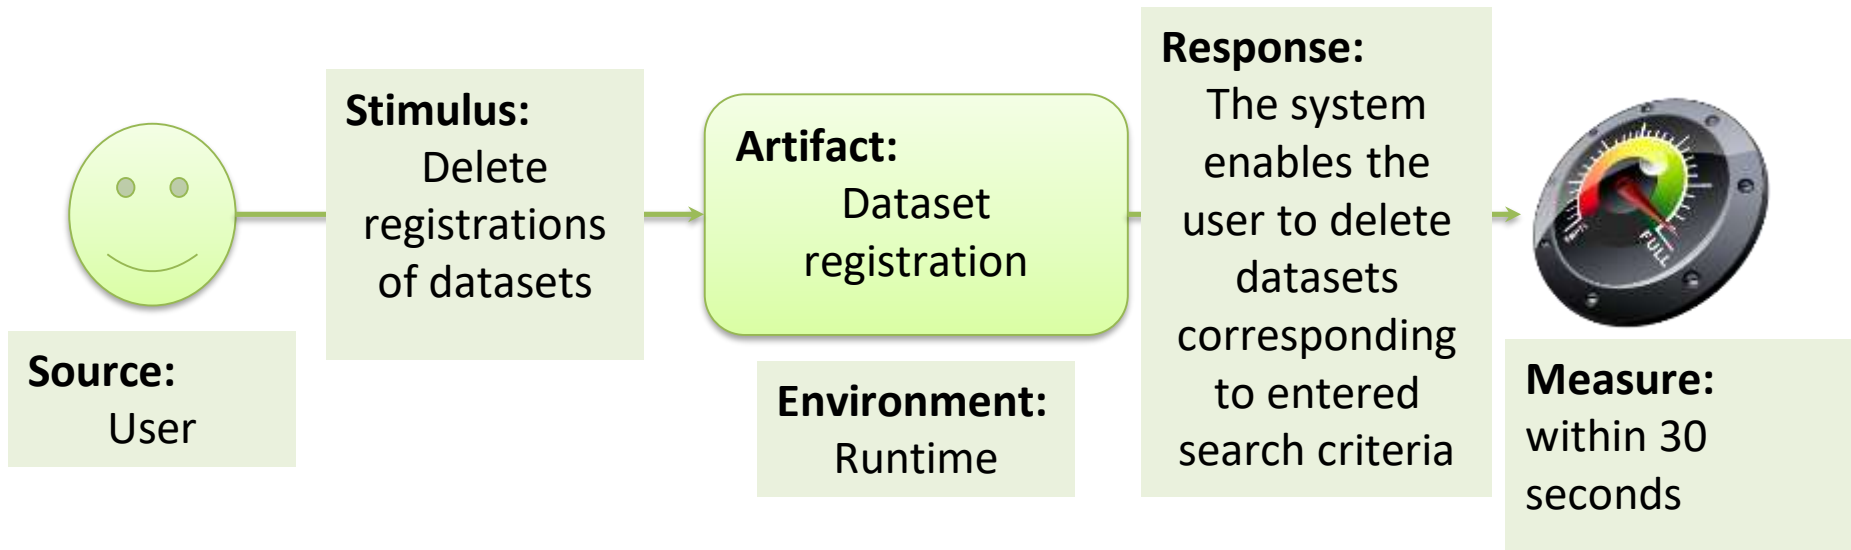 Source:
User
Stimulus:
Delete
registrations
of datasets
Artifact:
Dataset
registration
Environment:
Runtime
Response:
The system
enables the
user to delete
datasets
corresponding
to entered
search criteria
FULL
Measure:
within 30
seconds